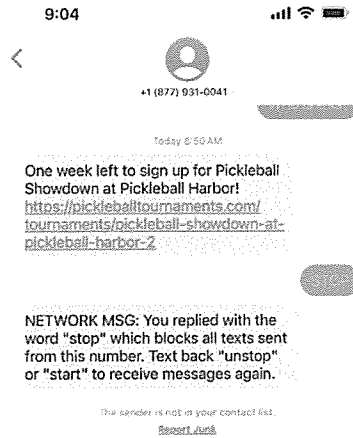 9:04
+1 (877) 931-0041
Today 8:50 AM
One week left to sign up for Pickleball
Showdown at Pickleball Harbor!
https://pickleballtournaments.com/
tournaments/pickleball-showdown-at-
pickleball-harbor-2
STOP
NETWORK MSG: You replied with the
word "stop" which blocks all texts sent
from this number. Text back "unstop"
or "start" to receive messages again.
The sender is not in your contact list.
Report Junk